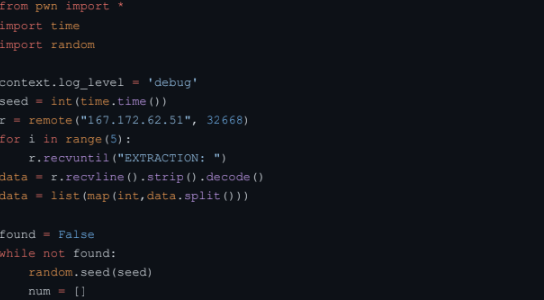 from pwn import *
import time
import random

context.log_level = 'debug'
seed = int(time.time())
r = remote("167.172.62.51", 32668)
for i in range(5):
    r.recvuntil("EXTRACTION: ")
data = r.recvline().strip().decode()
data = list(map(int,data.split()))

found = False
while not found:
    random.seed(seed)
    num = []